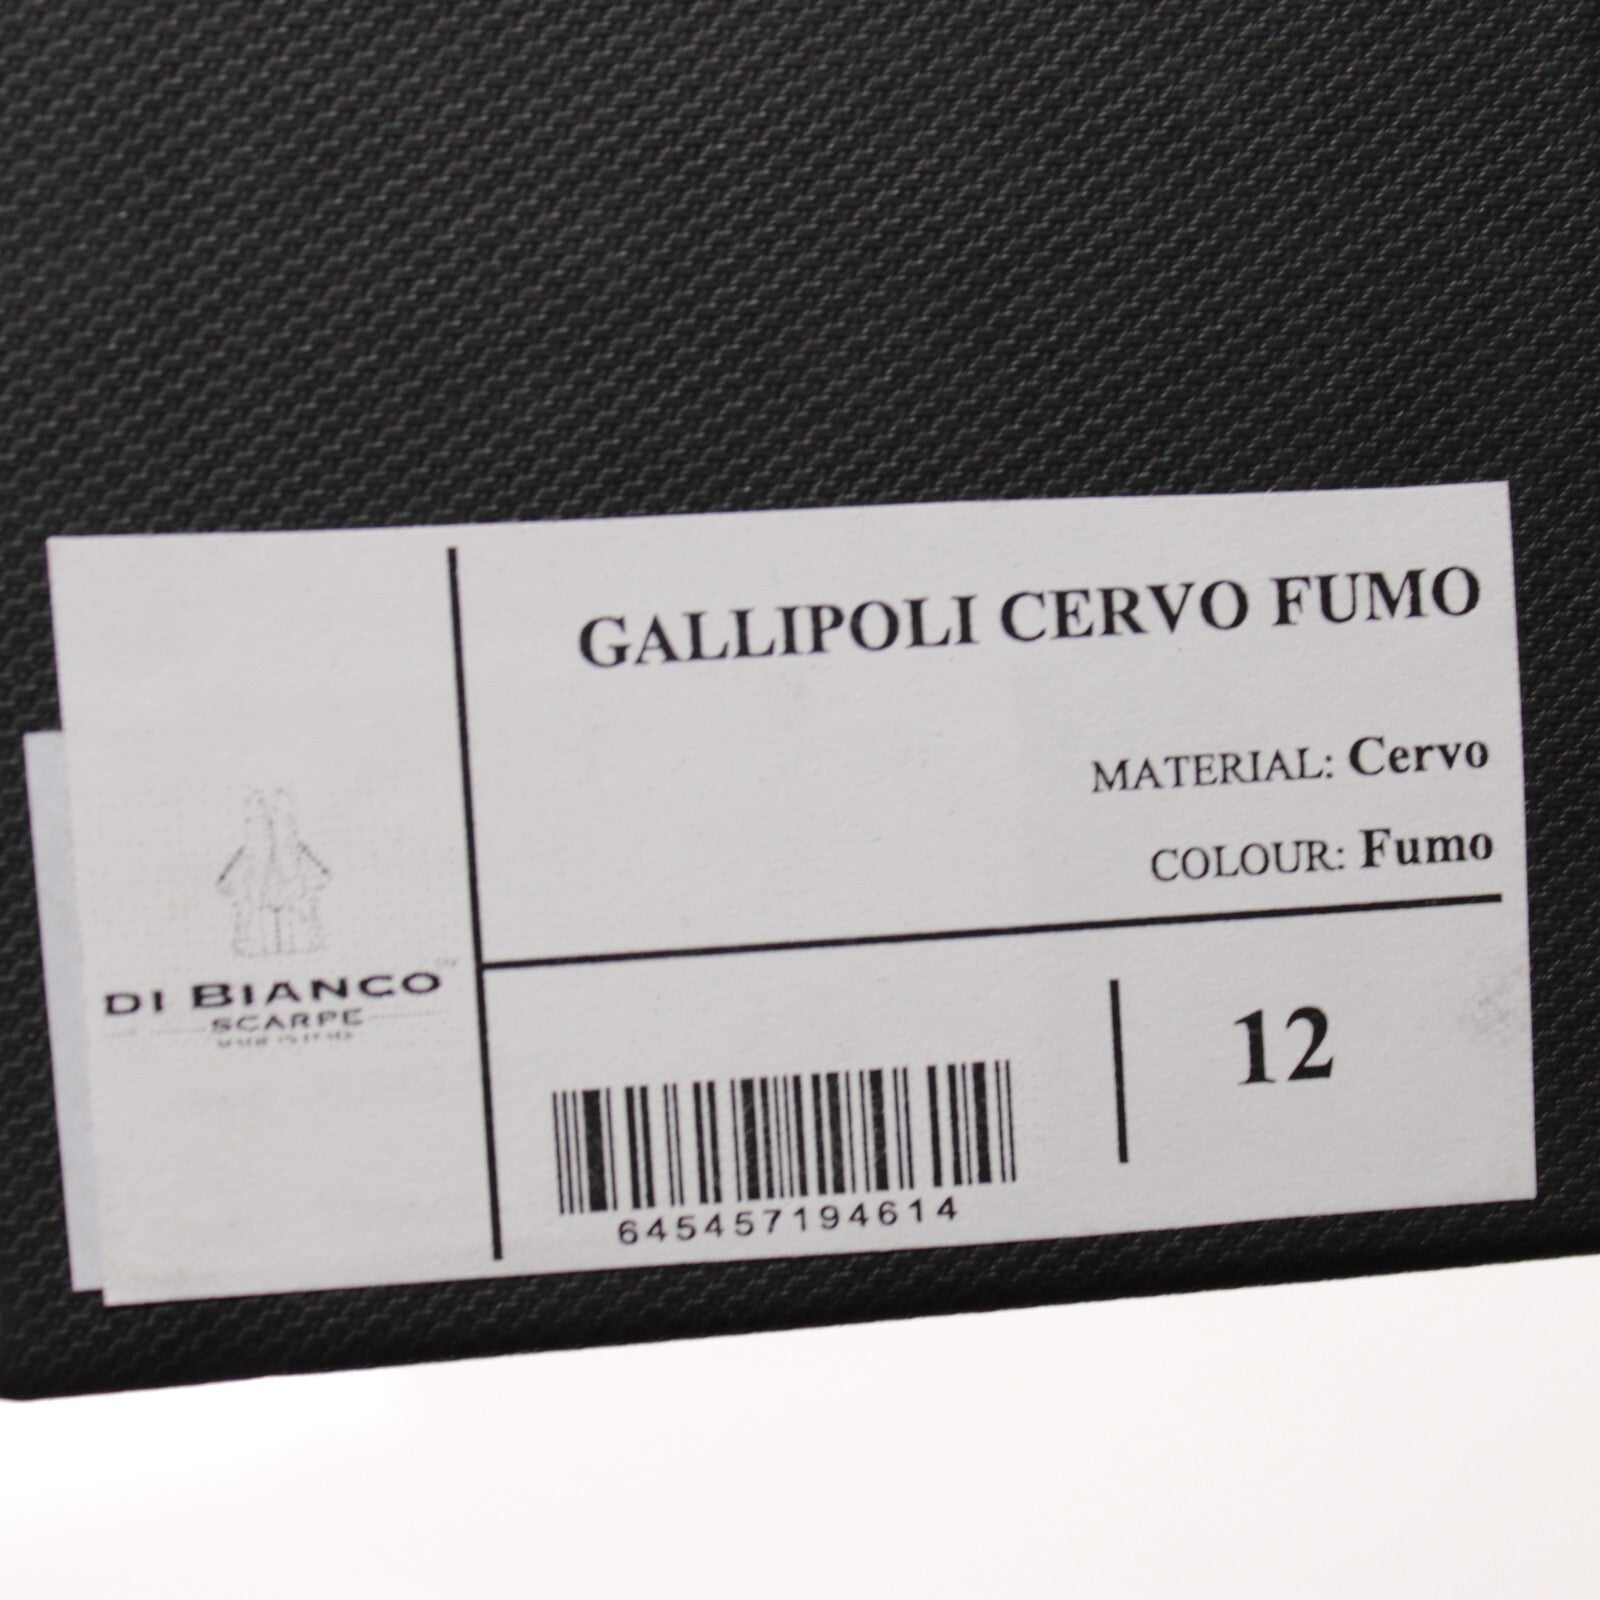 GALLIPOLI CERVO FUMO
MATERIAL: Cervo
COLOUR: Fumo
DI BIANCO
SCARPE
645457194614
12